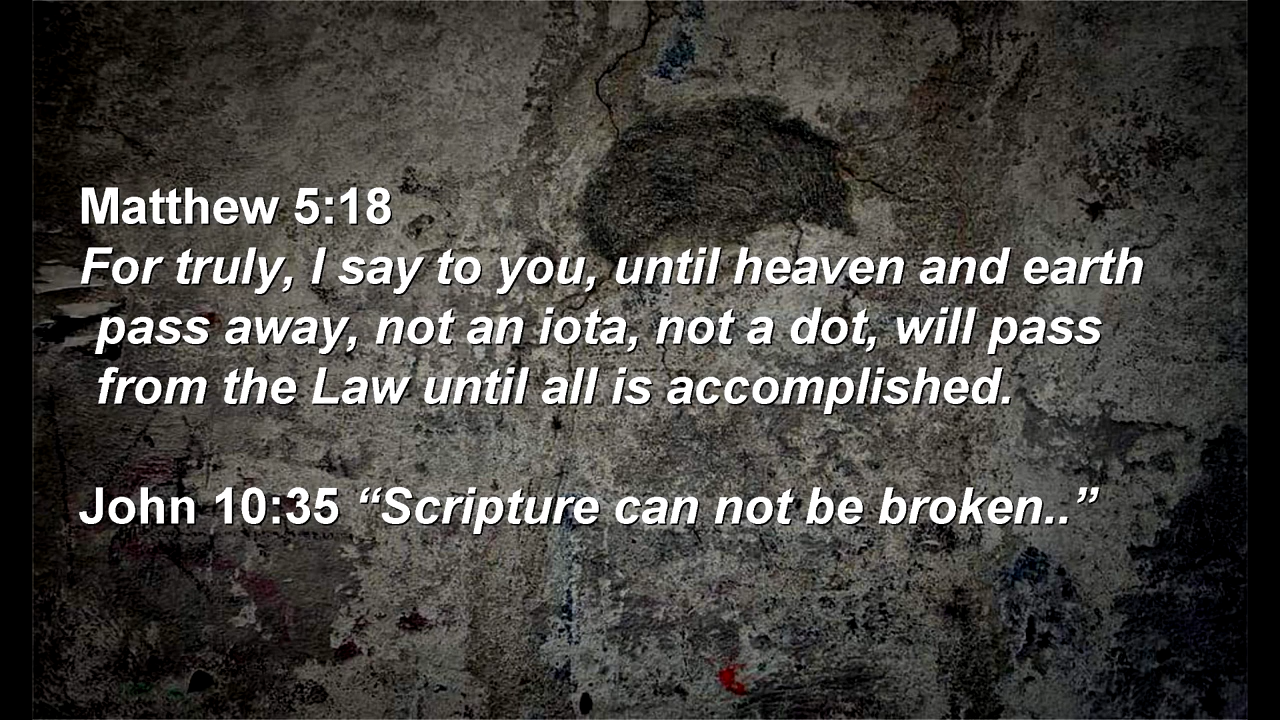 Matthew 5:18
For truly, I say to you, until heaven and earth
pass away, not an iota, not a dot, will pass
from the Law until all is accomplished.
John 10:35 “Scripture can not be broken..”